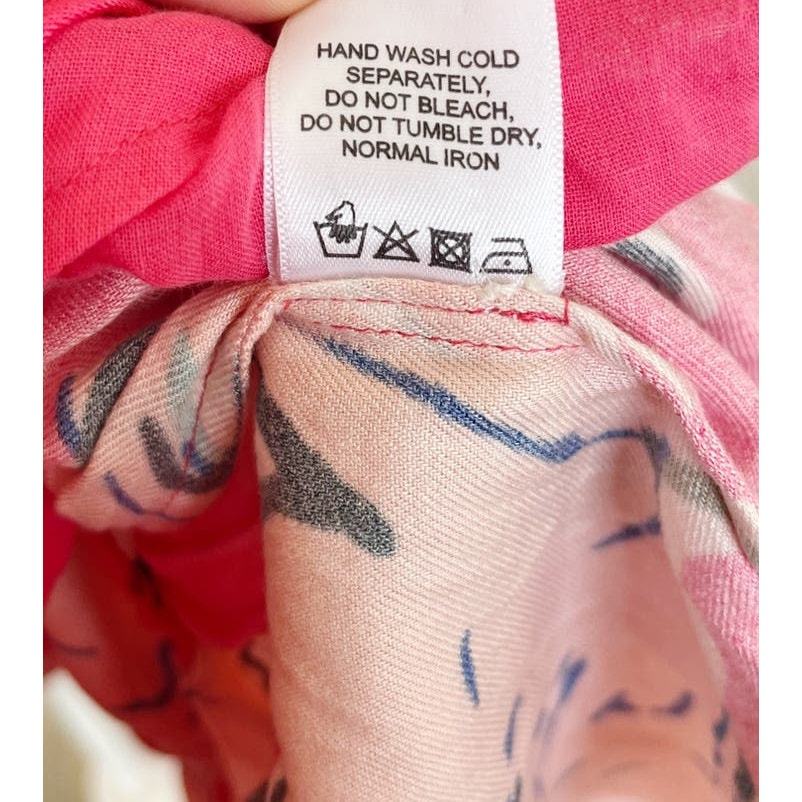 HAND WASH COLD
SEPARATELY,
DO NOT BLEACH,
DO NOT TUMBLE DRY,
NORMAL IRON